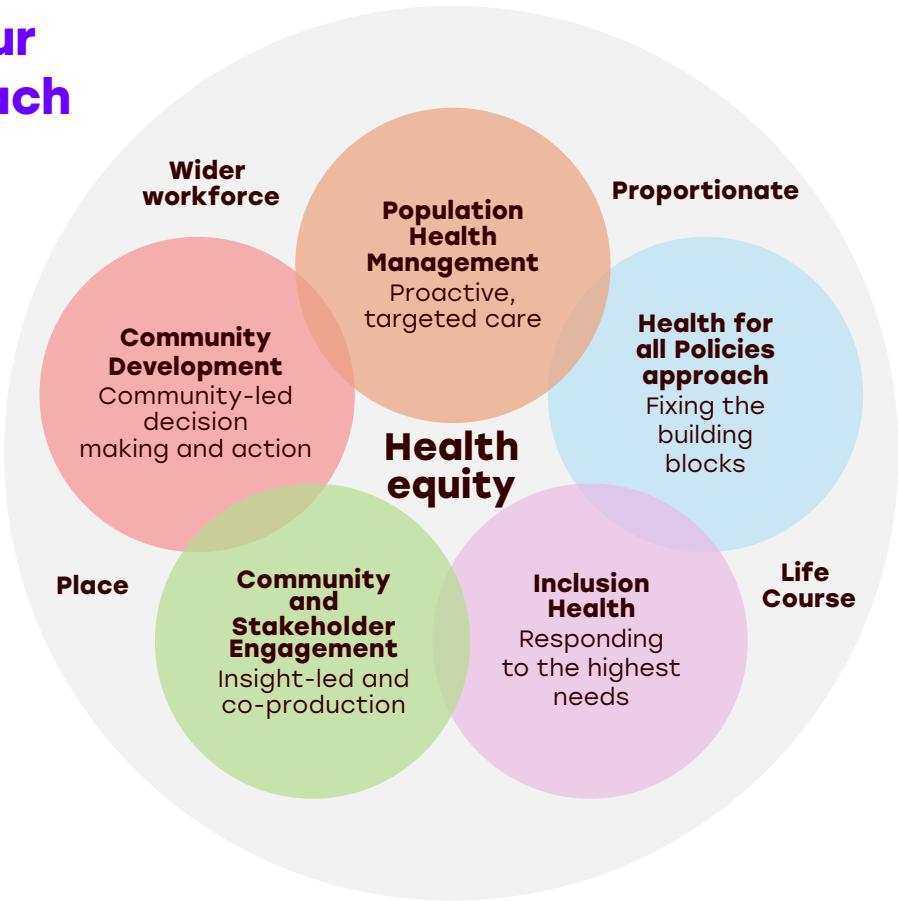 ur
ach
Wider
workforce
Proportionate
Population
Health
Management
Proactive,
targeted care
Community
Development
Community-led
decision
making and action
Health for
all Policies
approach
Fixing the
building
blocks
Health
equity
Place
Life
Course
Community
and
Stakeholder
Engagement
Insight-led and
co-production
Inclusion
Health
Responding
to the highest
needs